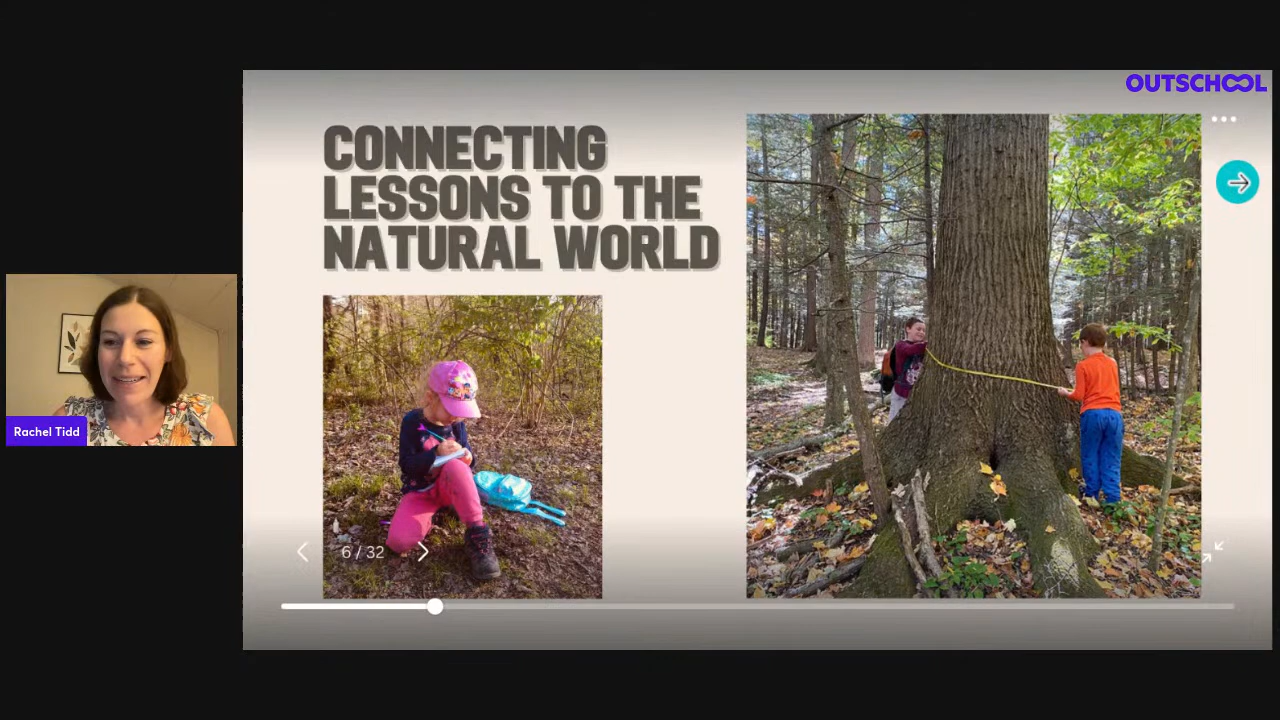 OUTSCHOOL
CONNECTING
LESSONS TO THE
NATURAL WORLD
Rachel Tidd
6 / 32